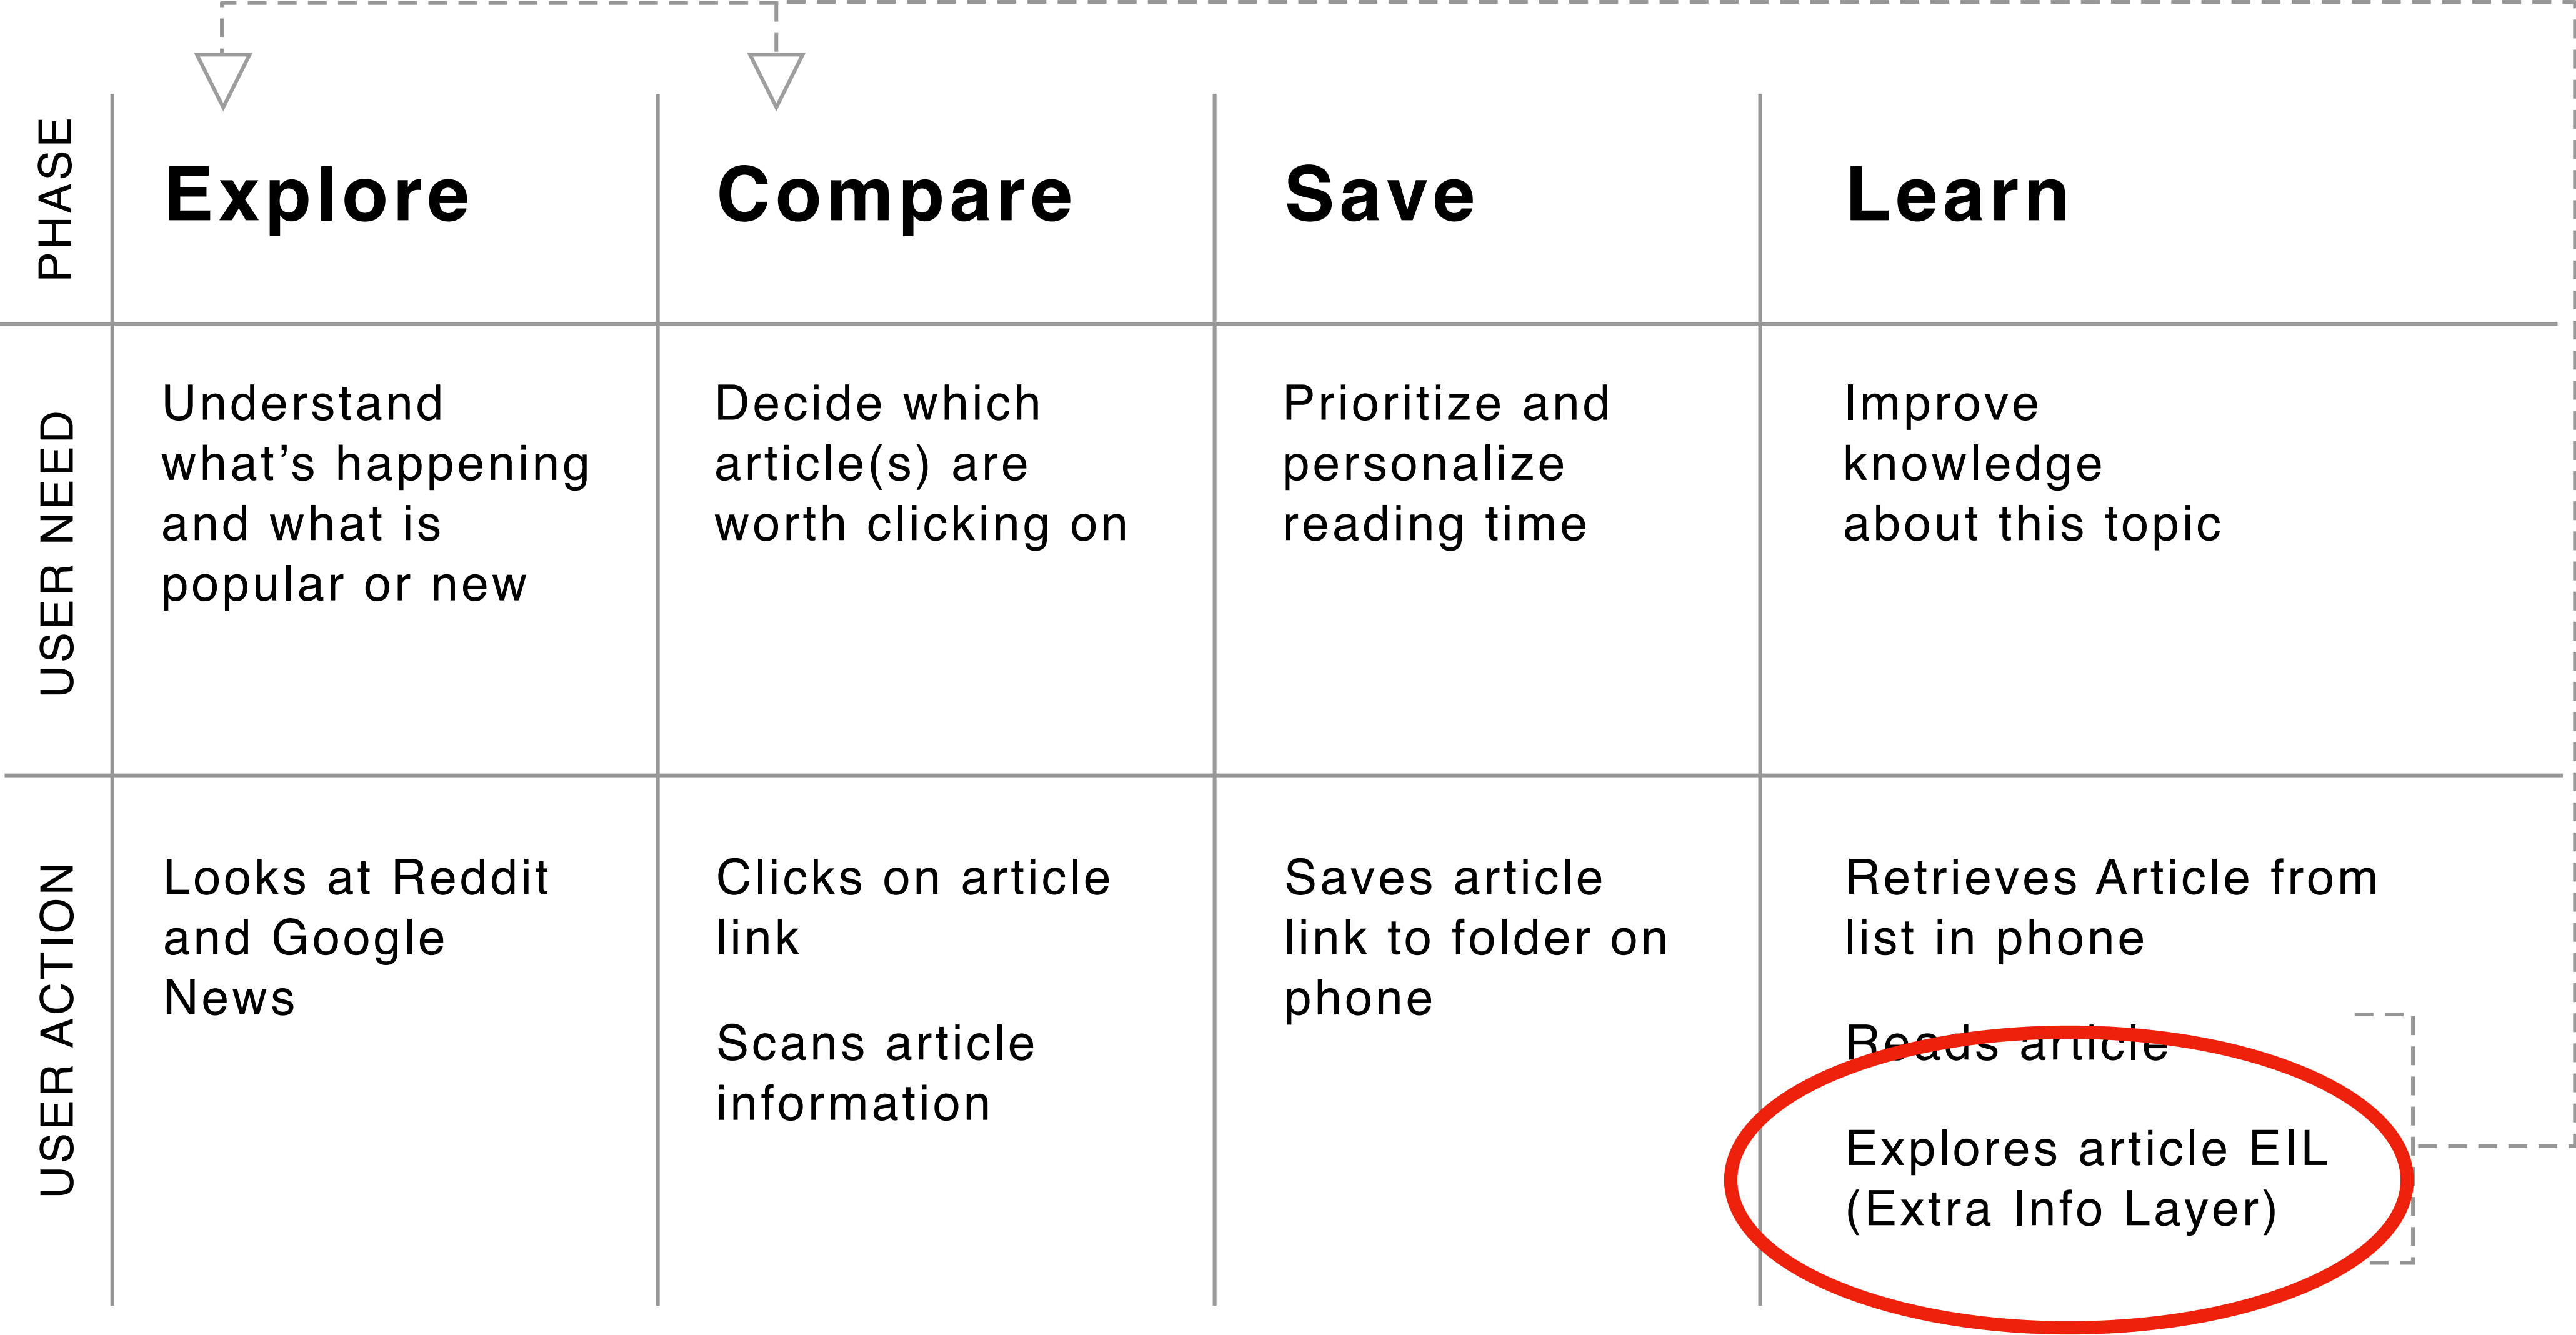 PHASE
Explore
Compare
Save
Learn
USER NEED
Understand
what’s happening
and what is
popular or new
Decide which
article(s) are
worth clicking on
Prioritize and
personalize
reading time
Improve
knowledge
about this topic
USER ACTION
Looks at Reddit
and Google
News
Clicks on article
link
Scans article
information
Saves article
link to folder on
phone
Retrieves Article from
list in phone
Reads article
Explores article EIL
(Extra Info Layer)